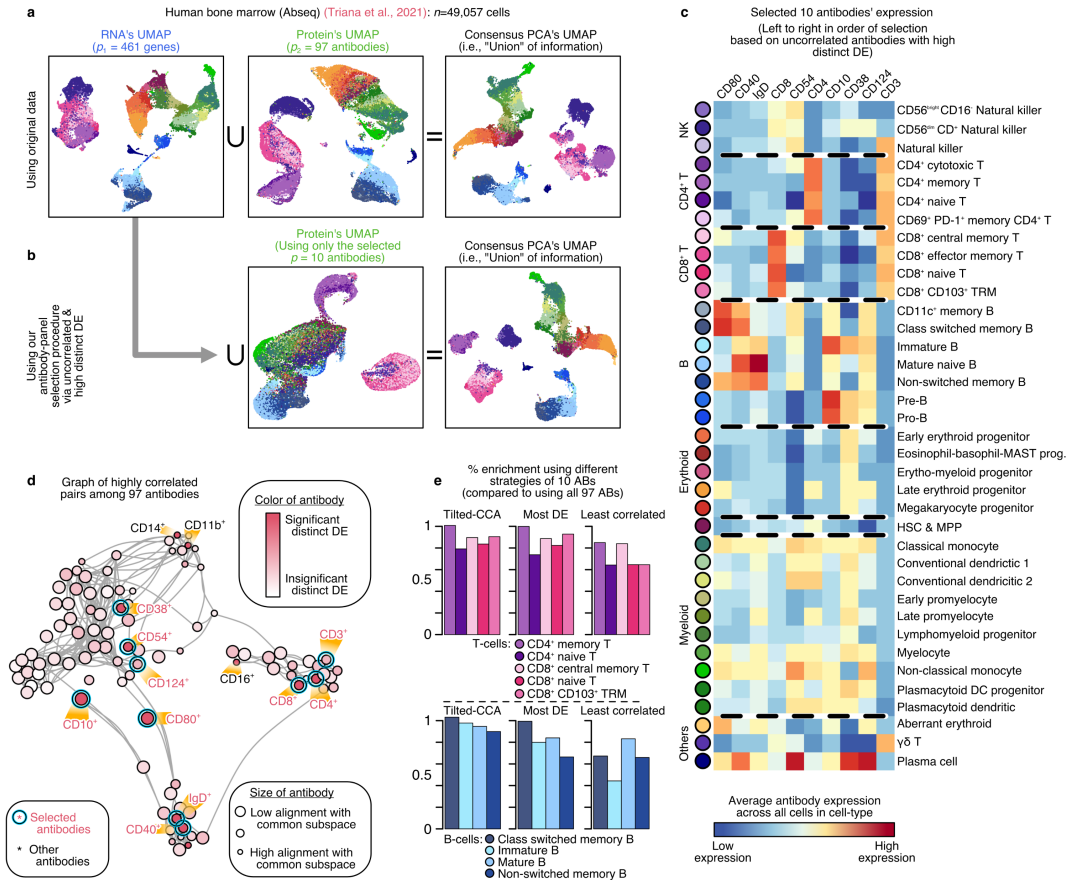 a
Human bone marrow (Abseq) (Triana et al., 2021): n=49,057 cells
RNA's UMAP
(p₁ = 461 genes)
Protein's UMAP
(p₂ = 97 antibodies)
Consensus PCA's UMAP
(i.e., "Union" of information)
Using original data
U
=
b
Protein's UMAP
(Using only the selected
p = 10 antibodies)
Consensus PCA's UMAP
(i.e., "Union" of information)
Using our
antibody-panel
selection procedure
via uncorrelated &
high distinct DE
U
=
c
Selected 10 antibodies' expression
(Left to right in order of selection
based on uncorrelated antibodies with high
distinct DE)
CD80
CD40
IgD
CD8
CD54
CD4
CD10
CD38
CD124
CD3
NK
CD56ᵇʳⁱᵍʰᵗ CD16⁻ Natural killer
CD56ᵈⁱᵐ CD⁺ Natural killer
Natural killer
CD4⁺ T
CD4⁺ cytotoxic T
CD4⁺ memory T
CD4⁺ naive T
CD69⁺ PD-1⁺ memory CD4⁺ T
CD8⁺ T
CD8⁺ central memory T
CD8⁺ effector memory T
CD8⁺ naive T
CD8⁺ CD103⁺ TRM
B
CD11c⁺ memory B
Class switched memory B
Immature B
Mature naive B
Non-switched memory B
Pre-B
Pro-B
Erythoid
Early erythroid progenitor
Eosinophil-basophil-MAST prog.
Erytho-myeloid progenitor
Late erythroid progenitor
Megakaryocyte progenitor
HSC & MPP
Myeloid
Classical monocyte
Conventional dendritic 1
Conventional dendricitic 2
Early promyelocyte
Late promyelocyte
Lymphomyeloid progenitor
Myelocyte
Non-classical monocyte
Plasmacytoid DC progenitor
Plasmacytoid dendritic
Others
Aberrant erythroid
γδ T
Plasma cell
Average antibody expression
across all cells in cell-type
Low
expression
High
expression
d
Graph of highly correlated
pairs among 97 antibodies
Color of antibody
Significant
distinct DE
Insignificant
distinct DE
CD14⁺
CD11b⁺
CD38⁺
CD54⁺
CD124⁺
CD10⁺
CD80⁺
CD16⁺
CD3⁺
CD8⁺
CD4⁺
IgD⁺
CD40⁺
* Selected
antibodies
* Other
antibodies
Size of antibody
Low alignment with
common subspace
High alignment with
common subspace
e
% enrichment using different
strategies of 10 ABs
(compared to using all 97 ABs)
Tilted-CCA
Most DE
Least correlated
1
0.5
0
T-cells:
CD4⁺ memory T
CD4⁺ naive T
CD8⁺ central memory T
CD8⁺ naive T
CD8⁺ CD103⁺ TRM
Tilted-CCA
Most DE
Least correlated
1
0.5
0
B-cells:
Class switched memory B
Immature B
Mature B
Non-switched memory B